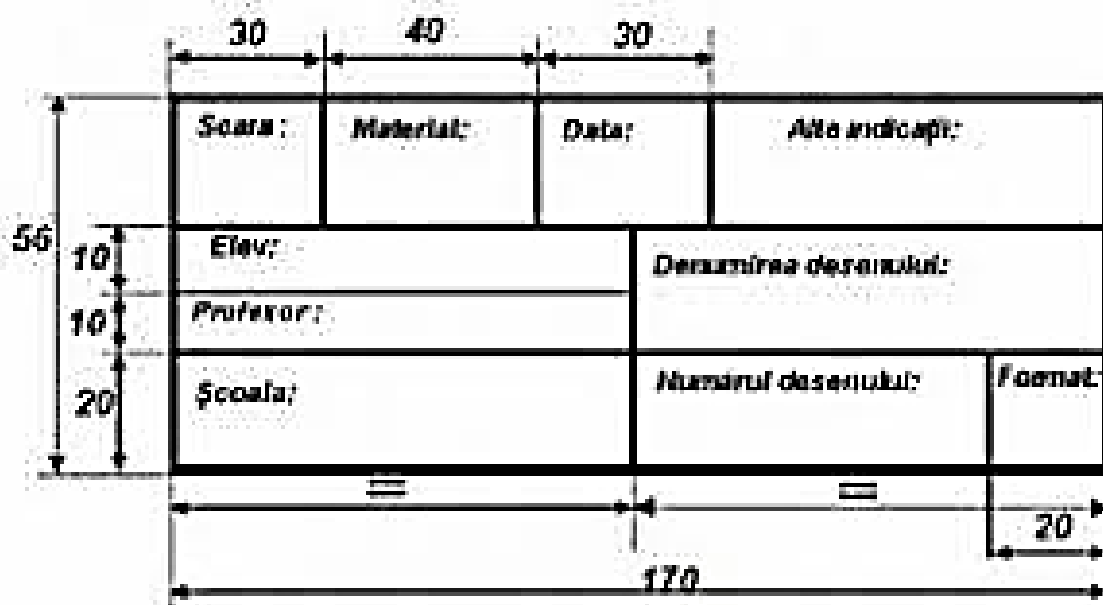 30 40 30
Scara: Material: Data: Alte indicații:
56
10 Elev: Denumirea desenului:
10 Profesor:
20 Școala: Numărul desenului: Format:
= =
20
170